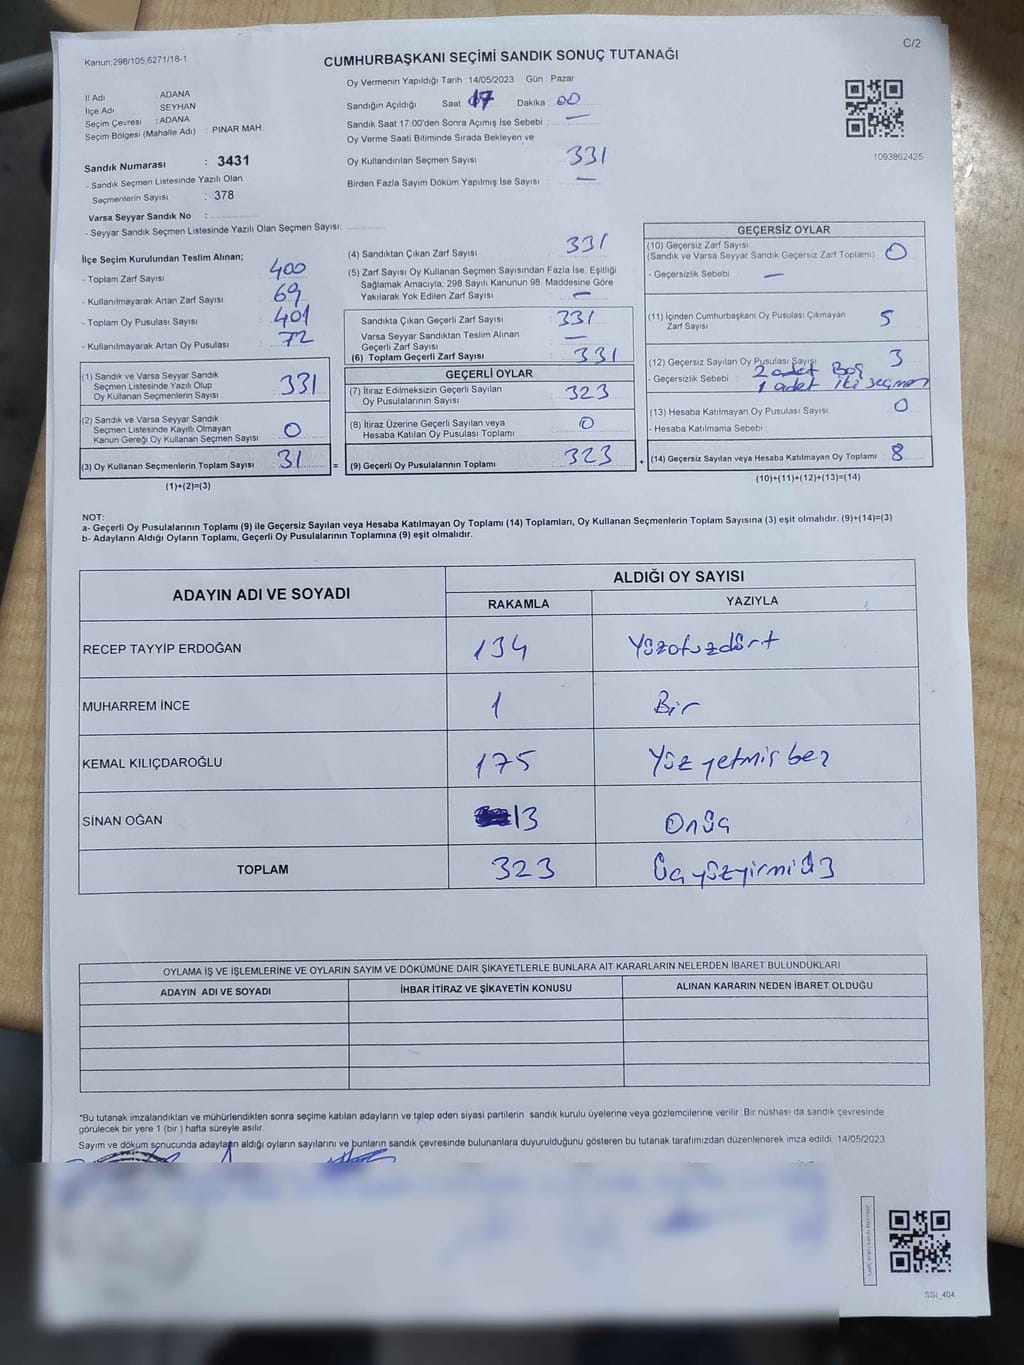 C/2
Kanun:298/105,6271/18-1
CUMHURBAŞKANI SEÇİMİ SANDIK SONUÇ TUTANAĞI
İl Adı ADANA
İlçe Adı SEYHAN
Seçim Çevresi : ADANA
Seçim Bölgesi (Mahalle Adı) : PINAR MAH.
Sandık Numarası : 3431
- Sandık Seçmen Listesinde Yazılı Olan
Seçmenlerin Sayısı : 378
Varsa Seyyar Sandık No :
- Seyyar Sandık Seçmen Listesinde Yazılı Olan Seçmen Sayısı:
Oy Vermenin Yapıldığı Tarih 14/05/2023 Gün : Pazar
Sandığın Açıldığı Saat 17 Dakika : 00
Sandık Saat 17:00'den Sonra Açımış İse Sebebi : —
Oy Verme Saati Bitiminde Sırada Bekleyen ve
Oy Kullandırılan Seçmen Sayısı : 331
Birden Fazla Sayım Döküm Yapılmış İse Sayısı : —
1093862425
İlçe Seçim Kurulundan Teslim Alınan;
- Toplam Zarf Sayısı : 400
- Kullanılmayarak Artan Zarf Sayısı : 69
- Toplam Oy Pusulası Sayısı : 401
- Kullanılmayarak Artan Oy Pusulası : 72
(1) Sandık ve Varsa Seyyar Sandık
Seçmen Listesinde Yazılı Olup
Oy Kullanan Seçmenlerin Sayısı : 331
(2) Sandık ve Varsa Seyyar Sandık
Seçmen Listesinde Kayıtlı Olmayan
Kanun Gereği Oy Kullanan Seçmen Sayısı : 0
(3) Oy Kullanan Seçmenlerin Toplam Sayısı : 31 =
(1)+(2)=(3)
(4) Sandıktan Çıkan Zarf Sayısı : 331
(5) Zarf Sayısı Oy Kullanan Seçmen Sayısından Fazla İse, Eşitliği
Sağlamak Amacıyla; 298 Sayılı Kanunun 98. Maddesine Göre
Yakılarak Yok Edilen Zarf Sayısı : —
Sandıkta Çıkan Geçerli Zarf Sayısı : 331
Varsa Seyyar Sandıktan Teslim Alınan
Geçerli Zarf Sayısı : —
(6) Toplam Geçerli Zarf Sayısı : 331
GEÇERLİ OYLAR
(7) İtiraz Edilmeksizin Geçerli Sayılan
Oy Pusulalarının Sayısı : 323
(8) İtiraz Üzerine Geçerli Sayılan veya
Hesaba Katılan Oy Pusulası Toplamı : 0
(9) Geçerli Oy Pusulalarının Toplamı : 323 +
GEÇERSİZ OYLAR
(10) Geçersiz Zarf Sayısı
(Sandık ve Varsa Seyyar Sandık Geçersiz Zarf Toplamı) : 0
- Geçersizlik Sebebi : —
(11) İçinden Cumhurbaşkanı Oy Pusulası Çıkmayan
Zarf Sayısı : 5
(12) Geçersiz Sayılan Oy Pusulası Sayısı : 3
2 adet Boş
- Geçersizlik Sebebi : 1 adet iki seçmen
(13) Hesaba Katılmayan Oy Pusulası Sayısı : 0
- Hesaba Katılmama Sebebi :
(14) Geçersiz Sayılan veya Hesaba Katılmayan Oy Toplamı : 8
(10)+(11)+(12)+(13)=(14)
NOT:
a- Geçerli Oy Pusulalarının Toplamı (9) ile Geçersiz Sayılan veya Hesaba Katılmayan Oy Toplamı (14) Toplamları, Oy Kullanan Seçmenlerin Toplam Sayısına (3) eşit olmalıdır. (9)+(14)=(3)
b- Adayların Aldığı Oyların Toplamı, Geçerli Oy Pusulalarının Toplamına (9) eşit olmalıdır.
ADAYIN ADI VE SOYADI ALDIĞI OY SAYISI
RAKAMLA YAZIYLA
RECEP TAYYİP ERDOĞAN 134 Yüzotuzdört
MUHARREM İNCE 1 Bir
KEMAL KILIÇDAROĞLU 175 Yüz yetmiş beş
SİNAN OĞAN 13 Onüç
TOPLAM 323 Üçyüzyirmiüç
OYLAMA İŞ VE İŞLEMLERİNE VE OYLARIN SAYIM VE DÖKÜMÜNE DAİR ŞİKAYETLERLE BUNLARA AİT KARARLARIN NELERDEN İBARET BULUNDUKLARI
ADAYIN ADI VE SOYADI İHBAR İTİRAZ VE ŞİKAYETİN KONUSU ALINAN KARARIN NEDEN İBARET OLDUĞU
*Bu tutanak imzalandıktan ve mühürlendikten sonra seçime katılan adayların ve talep eden siyasi partilerin sandık kurulu üyelerine veya gözlemcilerine verilir. Bir nüshası da sandık çevresinde
görülecek bir yere 1 (bir ) hafta süreyle asılır.
Sayım ve döküm sonucunda adayların aldığı oyların sayılarını ve bunların sandık çevresinde bulunanlara duyurulduğunu gösteren bu tutanak tarafımızdan düzenlenerek imza edildi. 14/05/2023
SSI_404